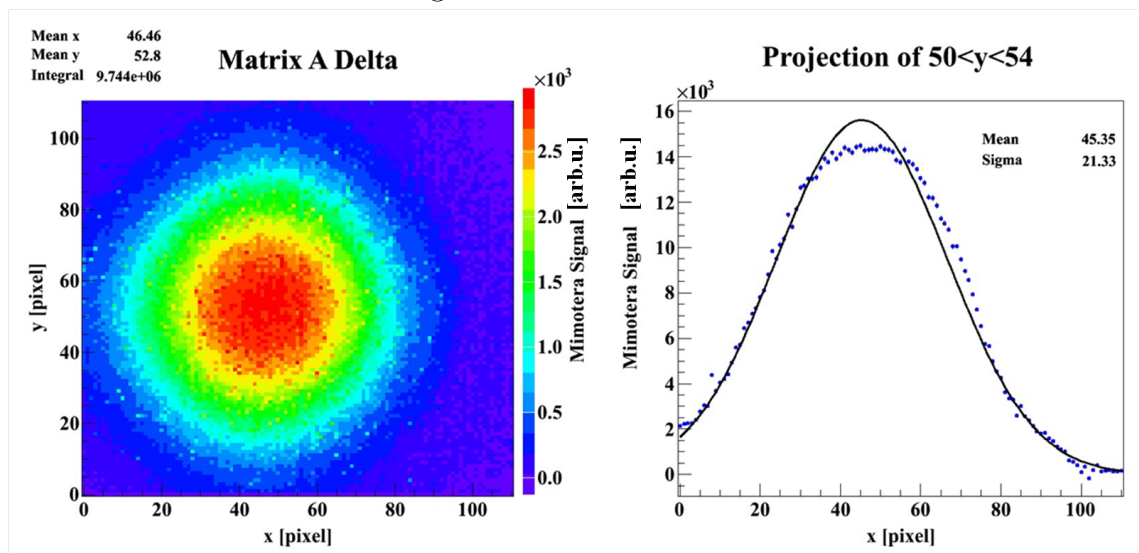 Mean x 46.46
Mean y 52.8
Integral 9.744e+06
Matrix A Delta
×10³
100
80
60
40
20
0
y [pixel]
0 20 40 60 80 100
x [pixel]
2.5
2.0
1.5
1.0
0.5
0.0
Mimotera Signal [arb.u.]
Projection of 50<y<54
×10³
16
14
12
10
8
6
4
2
0
Mimotera Signal [arb.u.]
Mean 45.35
Sigma 21.33
0 20 40 60 80 100
x [pixel]